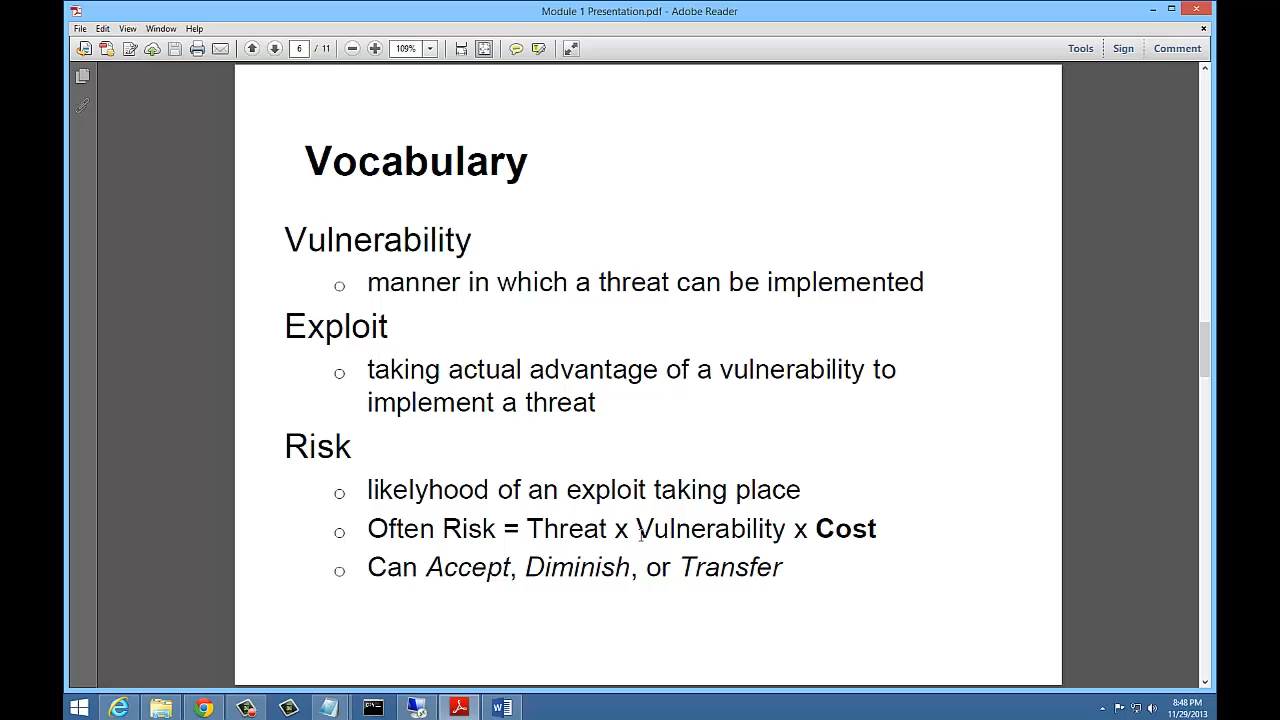 Module 1 Presentation.pdf - Adobe Reader
File Edit View Window Help
6 / 11 109% Tools Sign Comment
Vocabulary
Vulnerability
manner in which a threat can be implemented
Exploit
taking actual advantage of a vulnerability to
implement a threat
Risk
likelyhood of an exploit taking place
Often Risk = Threat x Vulnerability x Cost
Can Accept, Diminish, or Transfer
8:48 PM
11/29/2013